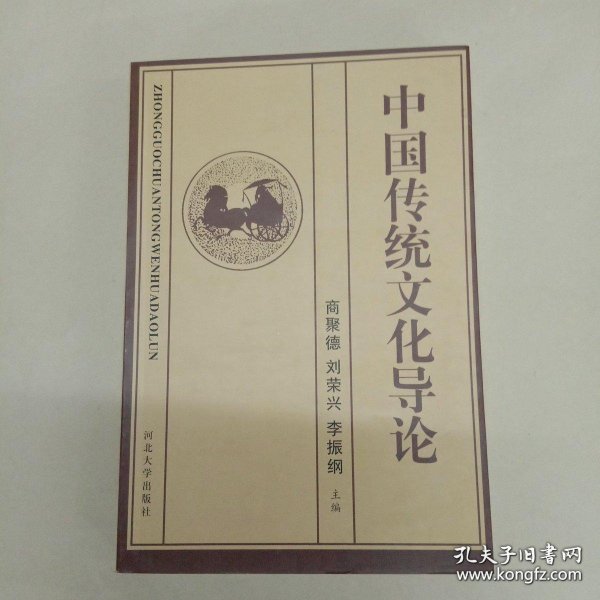 中国传统文化导论
商聚德 刘荣兴 李振纲 主编
ZHONGGUOCHUANTONGWENHUADAOLUN
河北大学出版社
孔夫子旧书网
www.kongfz.com